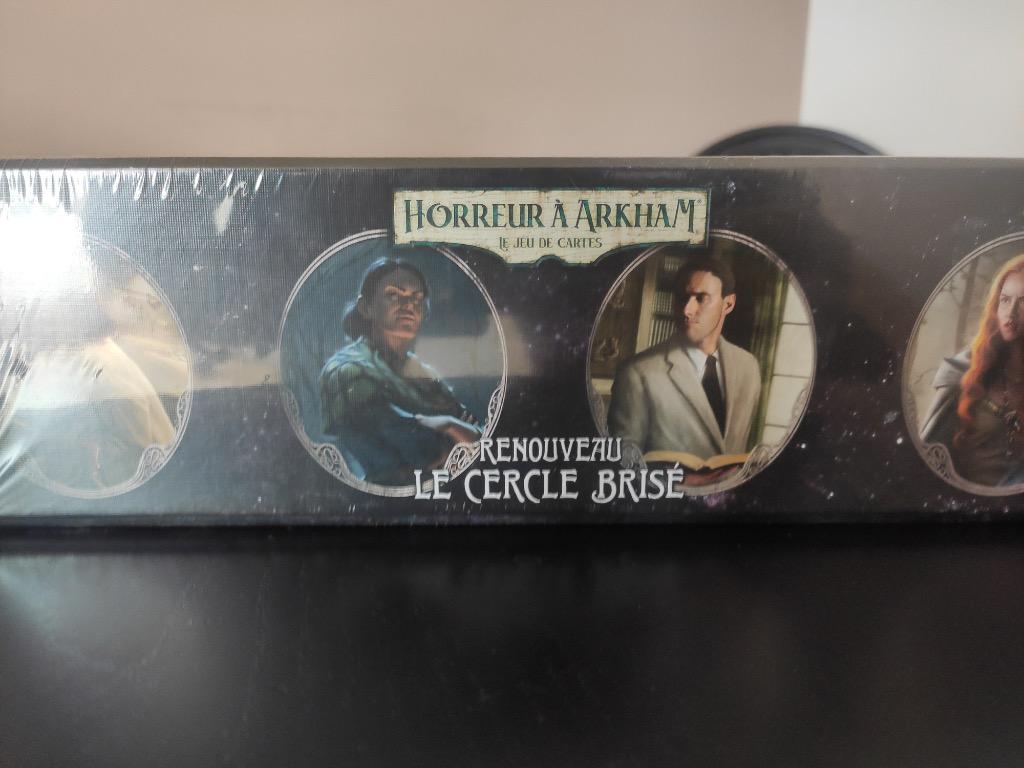 HORREUR À ARKHAM®
LE JEU DE CARTES
RENOUVEAU
LE CERCLE BRISÉ